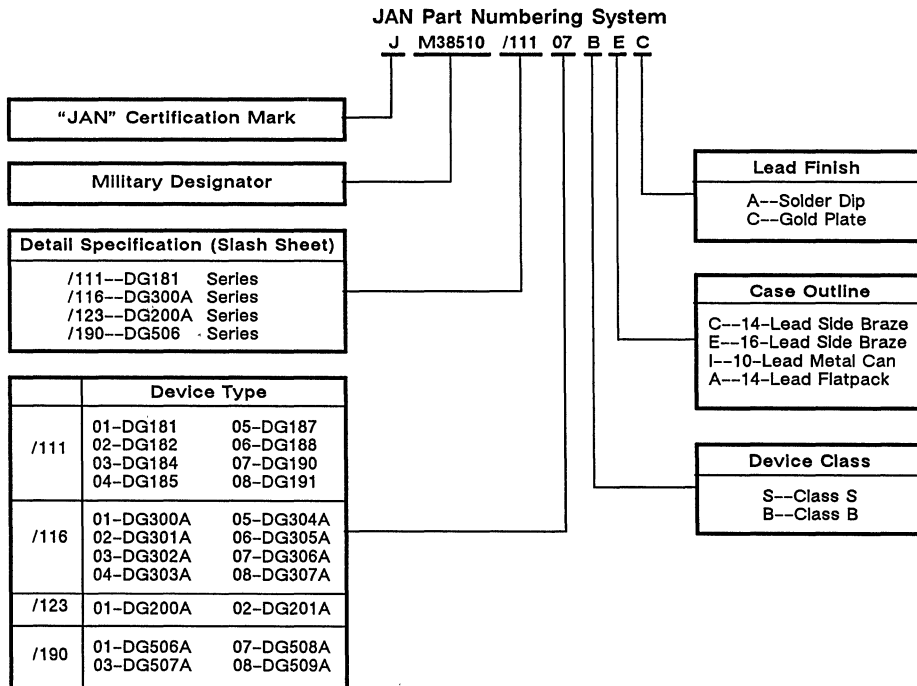 JAN Part Numbering System
J M38510 /111 07 B E C
"JAN" Certification Mark
Military Designator
Detail Specification (Slash Sheet)
/111--DG181 Series
/116--DG300A Series
/123--DG200A Series
/190--DG506 Series
Device Type
/111
01-DG181 05-DG187
02-DG182 06-DG188
03-DG184 07-DG190
04-DG185 08-DG191
/116
01-DG300A 05-DG304A
02-DG301A 06-DG305A
03-DG302A 07-DG306A
04-DG303A 08-DG307A
/123 01-DG200A 02-DG201A
/190
01-DG506A 07-DG508A
03-DG507A 08-DG509A
Lead Finish
A--Solder Dip
C--Gold Plate
Case Outline
C--14-Lead Side Braze
E--16-Lead Side Braze
I--10-Lead Metal Can
A--14-Lead Flatpack
Device Class
S--Class S
B--Class B